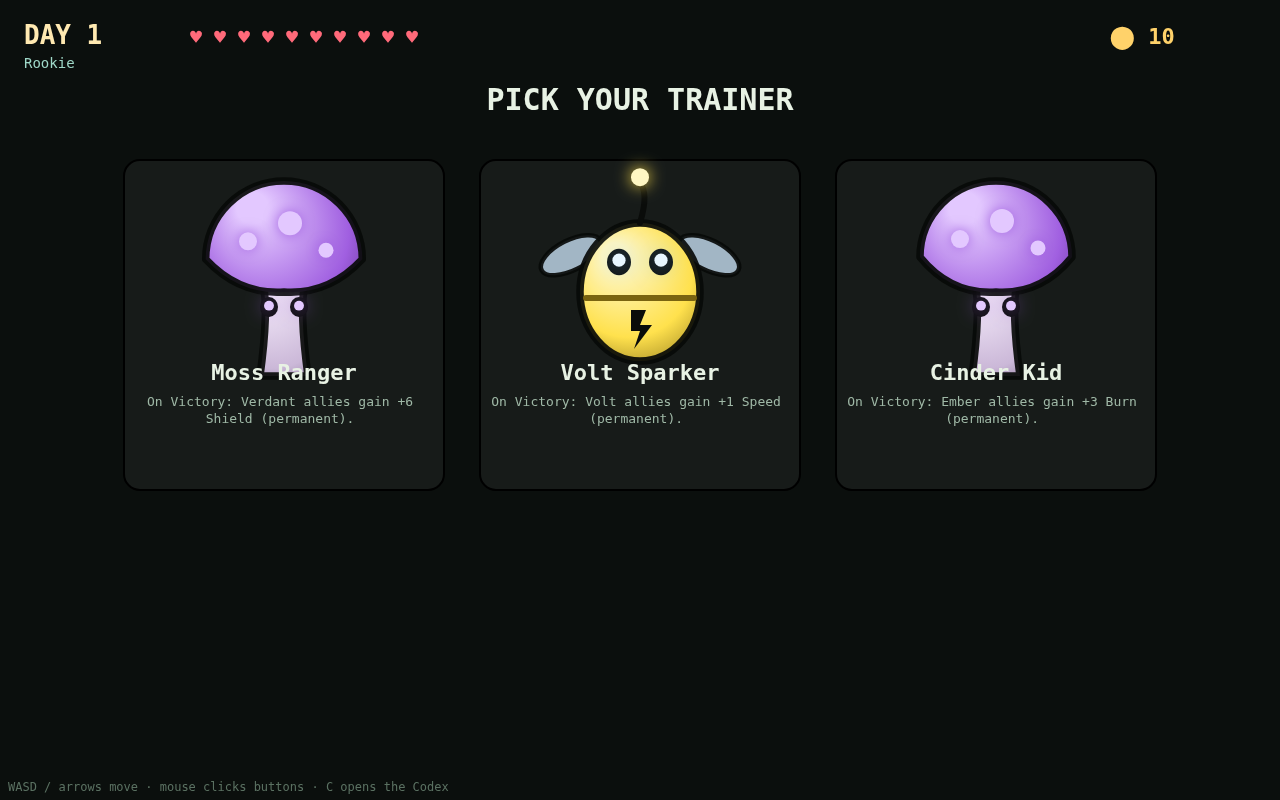 DAY 1
♥ ♥ ♥ ♥ ♥ ♥ ♥ ♥ ♥ ♥
10
Rookie
PICK YOUR TRAINER
Moss Ranger
On Victory: Verdant allies gain +6
Shield (permanent).
Volt Sparker
On Victory: Volt allies gain +1 Speed
(permanent).
Cinder Kid
On Victory: Ember allies gain +3 Burn
(permanent).
WASD / arrows move · mouse clicks buttons · C opens the Codex